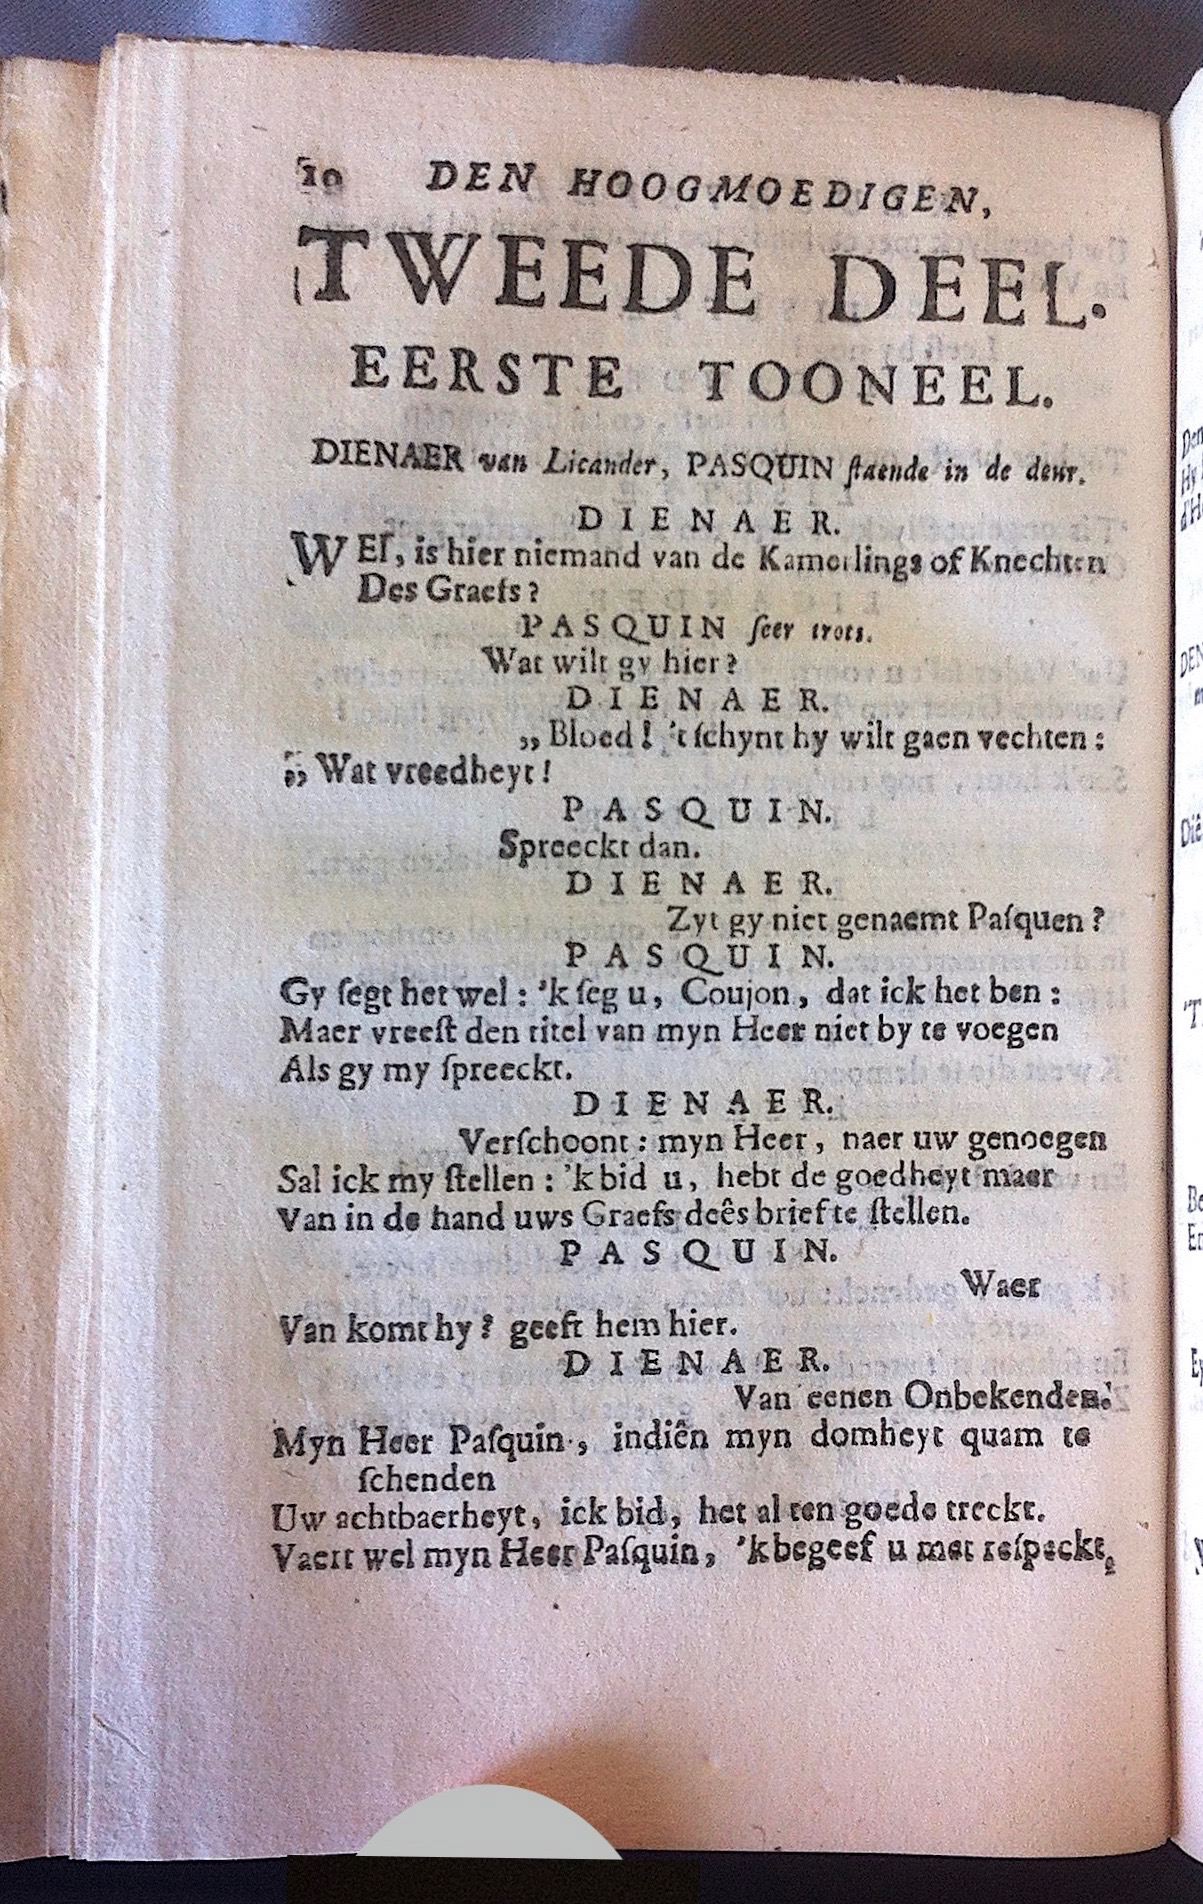 10 DEN HOOGMOEDIGEN,
TWEEDE DEEL.
EERSTE TOONEEL.
DIENAER van Licander, PASQUIN ſtaende in de deur.
DIENAER.
WEl, is hier niemand van de Kamerlings of Knechten
Des Graefs?
PASQUIN ſeer trots.
Wat wilt gy hier?
DIENAER.
„ Bloed! 't ſchynt hy wilt gaen vechten:
„ Wat vreedheyt!
PASQUIN.
Spreeckt dan.
DIENAER.
Zyt gy niet genaemt Paſquen?
PASQUIN.
Gy ſegt het wel: 'k ſeg u, Coujon, dat ick het ben:
Maer vreeſt den titel van myn Heer niet by te voegen
Als gy my ſpreeckt.
DIENAER.
Verſchoont: myn Heer, naer uw genoegen
Sal ick my ſtellen: 'k bid u, hebt de goedheyt maer
Van in de hand uws Graefs deês brief te ſtellen.
PASQUIN.
Waer
Van komt hy? geeft hem hier.
DIENAER.
Van eenen Onbekenden.
Myn Heer Paſquin, indiên myn domheyt quam te
ſchenden
Uw achtbaerheyt, ick bid, het al ten goede treckt.
Vaert wel myn Heer Paſquin, 'k begeef u met reſpeckt,